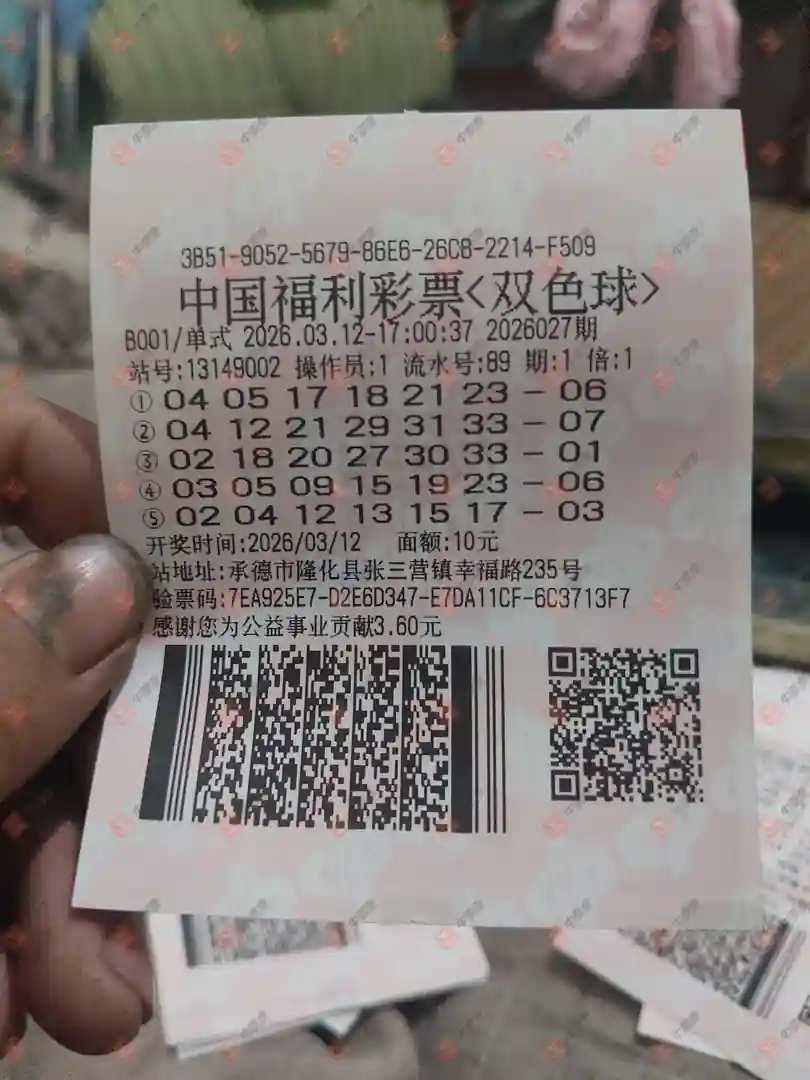 3B51-9052-5679-86E6-26C8-2214-F509
中国福利彩票<双色球>
B001/单式 2026.03.12-17:00:37 2026027期
站号:13149002 操作员:1 流水号:89 期:1 倍:1
① 04 05 17 18 21 23 – 06
② 04 12 21 29 31 33 – 07
③ 02 18 20 27 30 33 – 01
④ 03 05 09 15 19 23 – 06
⑤ 02 04 12 13 15 17 – 03
开奖时间:2026/03/12 面额:10元
站地址:承德市隆化县张三营镇幸福路235号
验票码:7EA925E7-D2E6D347-E7DA11CF-6C3713F7
感谢您为公益事业贡献3.60元